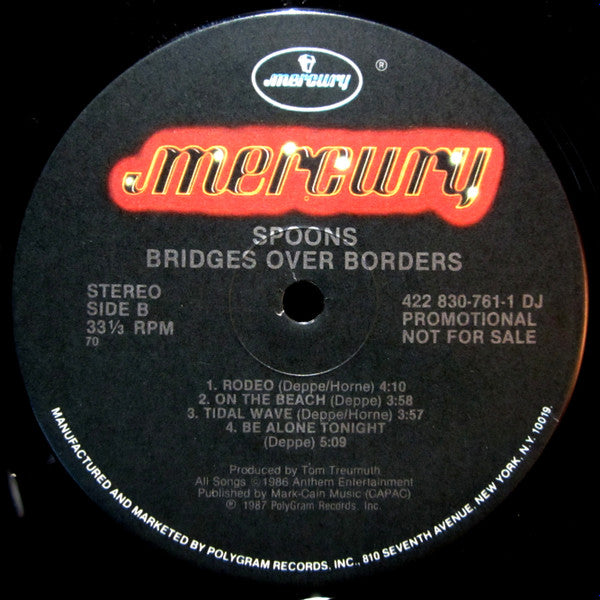 mercury
®
mercury
SPOONS
BRIDGES OVER BORDERS
STEREO
SIDE B
33⅓ RPM
70
422 830-761-1 DJ
PROMOTIONAL
NOT FOR SALE
1. RODEO (Deppe/Horne) 4:10
2. ON THE BEACH (Deppe) 3:58
3. TIDAL WAVE (Deppe/Horne) 3:57
4. BE ALONE TONIGHT
(Deppe) 5:09
Produced by Tom Treumuth
All Songs ©1986 Anthem Entertainment
Published by Mark-Cain Music (CAPAC)
℗ 1987 PolyGram Records, Inc.
MANUFACTURED AND MARKETED BY POLYGRAM RECORDS, INC., 810 SEVENTH AVENUE, NEW YORK, N.Y. 10019.